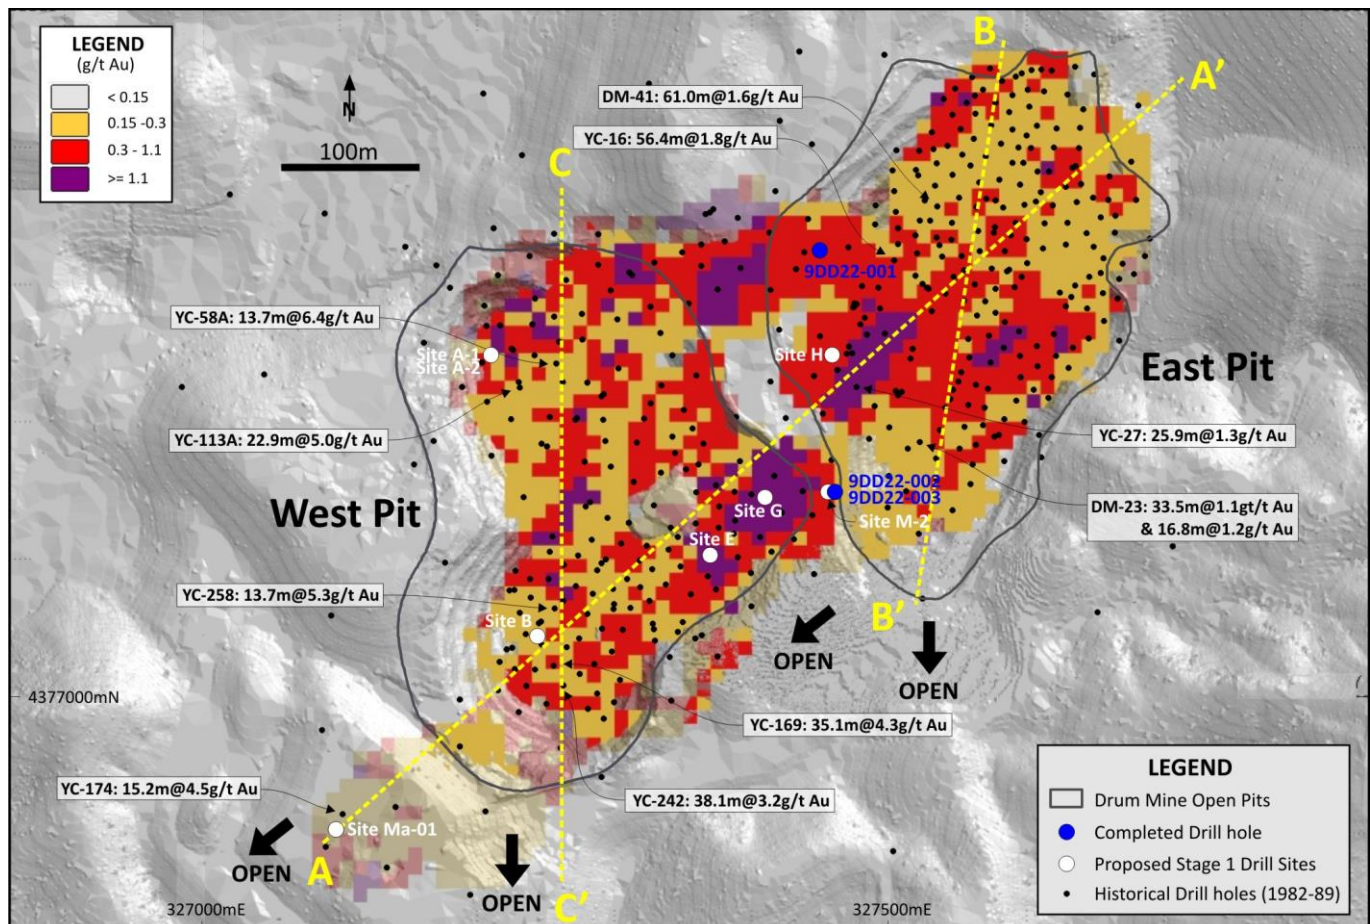 LEGEND
(g/t Au)
< 0.15
0.15 -0.3
0.3 - 1.1
>= 1.1
N
100m
B
A’
DM-41: 61.0m@1.6g/t Au
YC-16: 56.4m@1.8g/t Au
C
9DD22-001
YC-58A: 13.7m@6.4g/t Au
Site A-1
Site A-2
Site H
East Pit
YC-113A: 22.9m@5.0g/t Au
YC-27: 25.9m@1.3g/t Au
West Pit
9DD22-002
9DD22-003
Site G
Site M-2
DM-23: 33.5m@1.1gt/t Au
& 16.8m@1.2g/t Au
Site E
YC-258: 13.7m@5.3g/t Au
Site B
B’
OPEN
OPEN
4377000mN
YC-169: 35.1m@4.3g/t Au
YC-174: 15.2m@4.5g/t Au
YC-242: 38.1m@3.2g/t Au
Site Ma-01
A
OPEN
OPEN
C’
327000mE
327500mE
LEGEND
Drum Mine Open Pits
Completed Drill hole
Proposed Stage 1 Drill Sites
Historical Drill holes (1982-89)